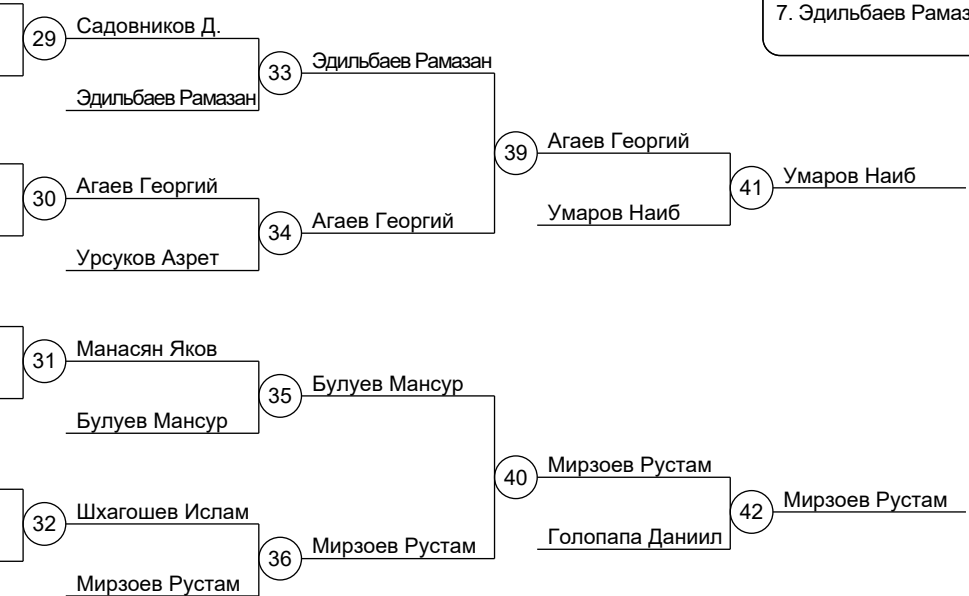 7. Эдильбаев Рамаз
29
Садовников Д.
33
Эдильбаев Рамазан
Эдильбаев Рамазан
39
Агаев Георгий
30
Агаев Георгий
34
Агаев Георгий
Урсуков Азрет
Умаров Наиб
41
Умаров Наиб
31
Манасян Яков
35
Булуев Мансур
Булуев Мансур
40
Мирзоев Рустам
32
Шхагошев Ислам
36
Мирзоев Рустам
Мирзоев Рустам
Голопапа Даниил
42
Мирзоев Рустам